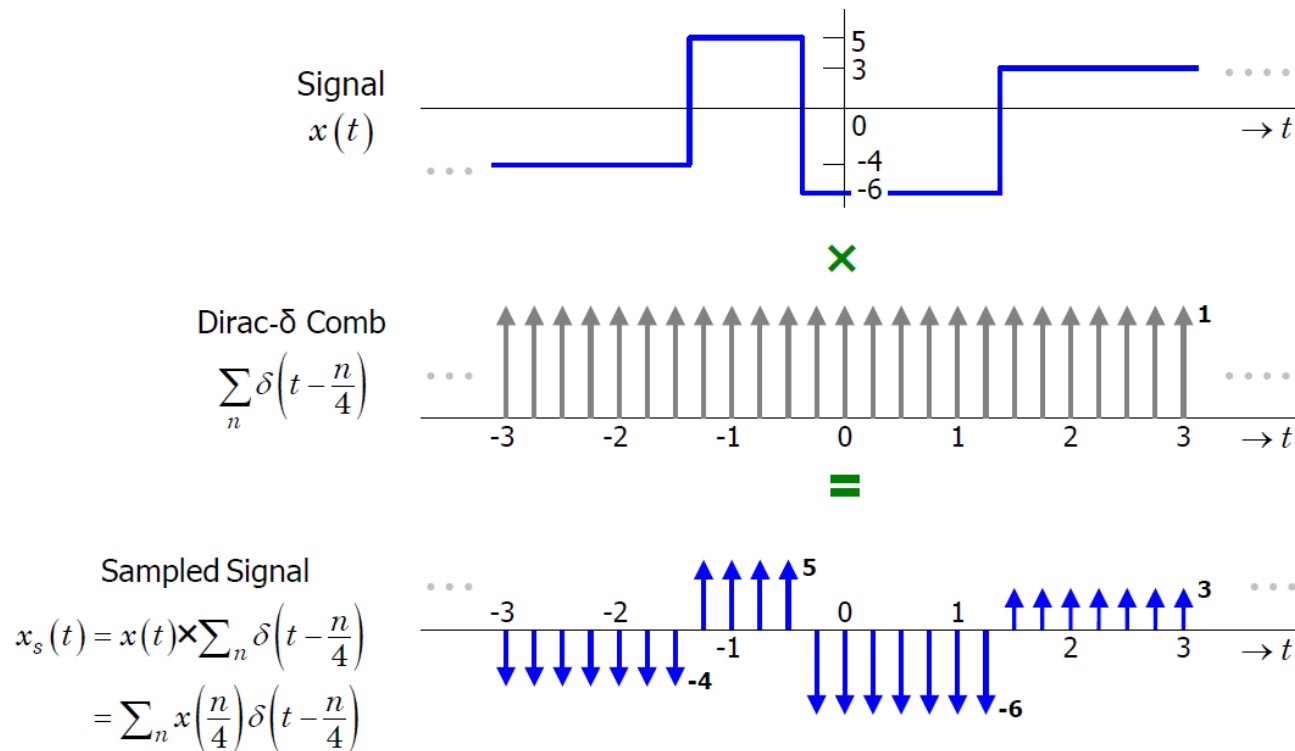 5
3
Signal
x(t)
0
→ t
-4
-6
×
Dirac-δ Comb
1
∑ₙ δ(t − n/4)
-3 -2 -1 0 1 2 3 → t
=
Sampled Signal
5
3
-3 -2 0 1
xₛ(t) = x(t)×∑ₙ δ(t − n/4)
-1 2 3 → t
-4
-6
= ∑ₙ x(n/4) δ(t − n/4)